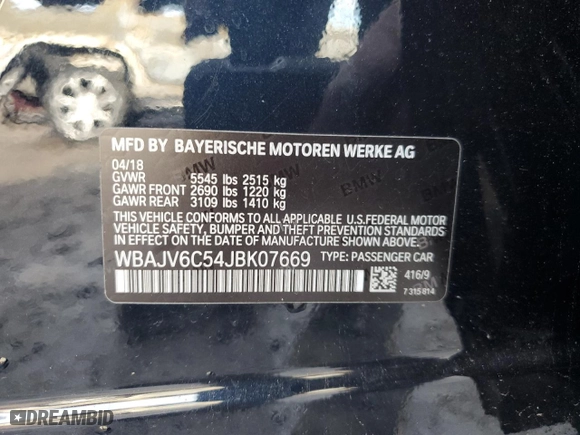 MFD BY BAYERISCHE MOTOREN WERKE AG
04/18
GVWR 5545 lbs 2515 kg
GAWR FRONT 2690 lbs 1220 kg
GAWR REAR 3109 lbs 1410 kg
THIS VEHICLE CONFORMS TO ALL APPLICABLE U.S.FEDERAL MOTOR
VEHICLE SAFETY, BUMPER AND THEFT PREVENTION STANDARDS IN
EFFECT ON THE DATE OF MANUFACTURE SHOWN ABOVE.
WBAJV6C54JBK07669 TYPE: PASSENGER CAR
416/9
7 315 814
BMW
BMW
DREAMBID